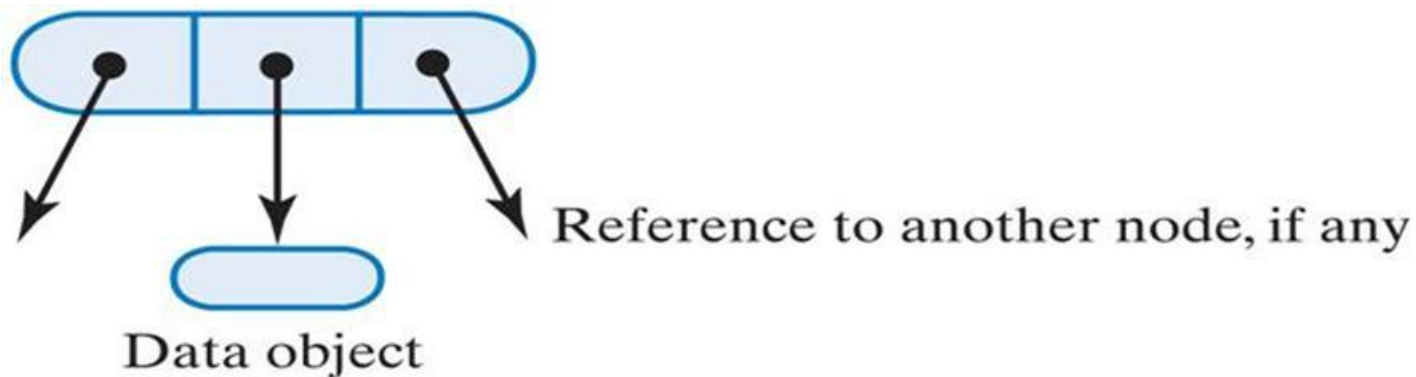 Reference to another node, if any
Data object